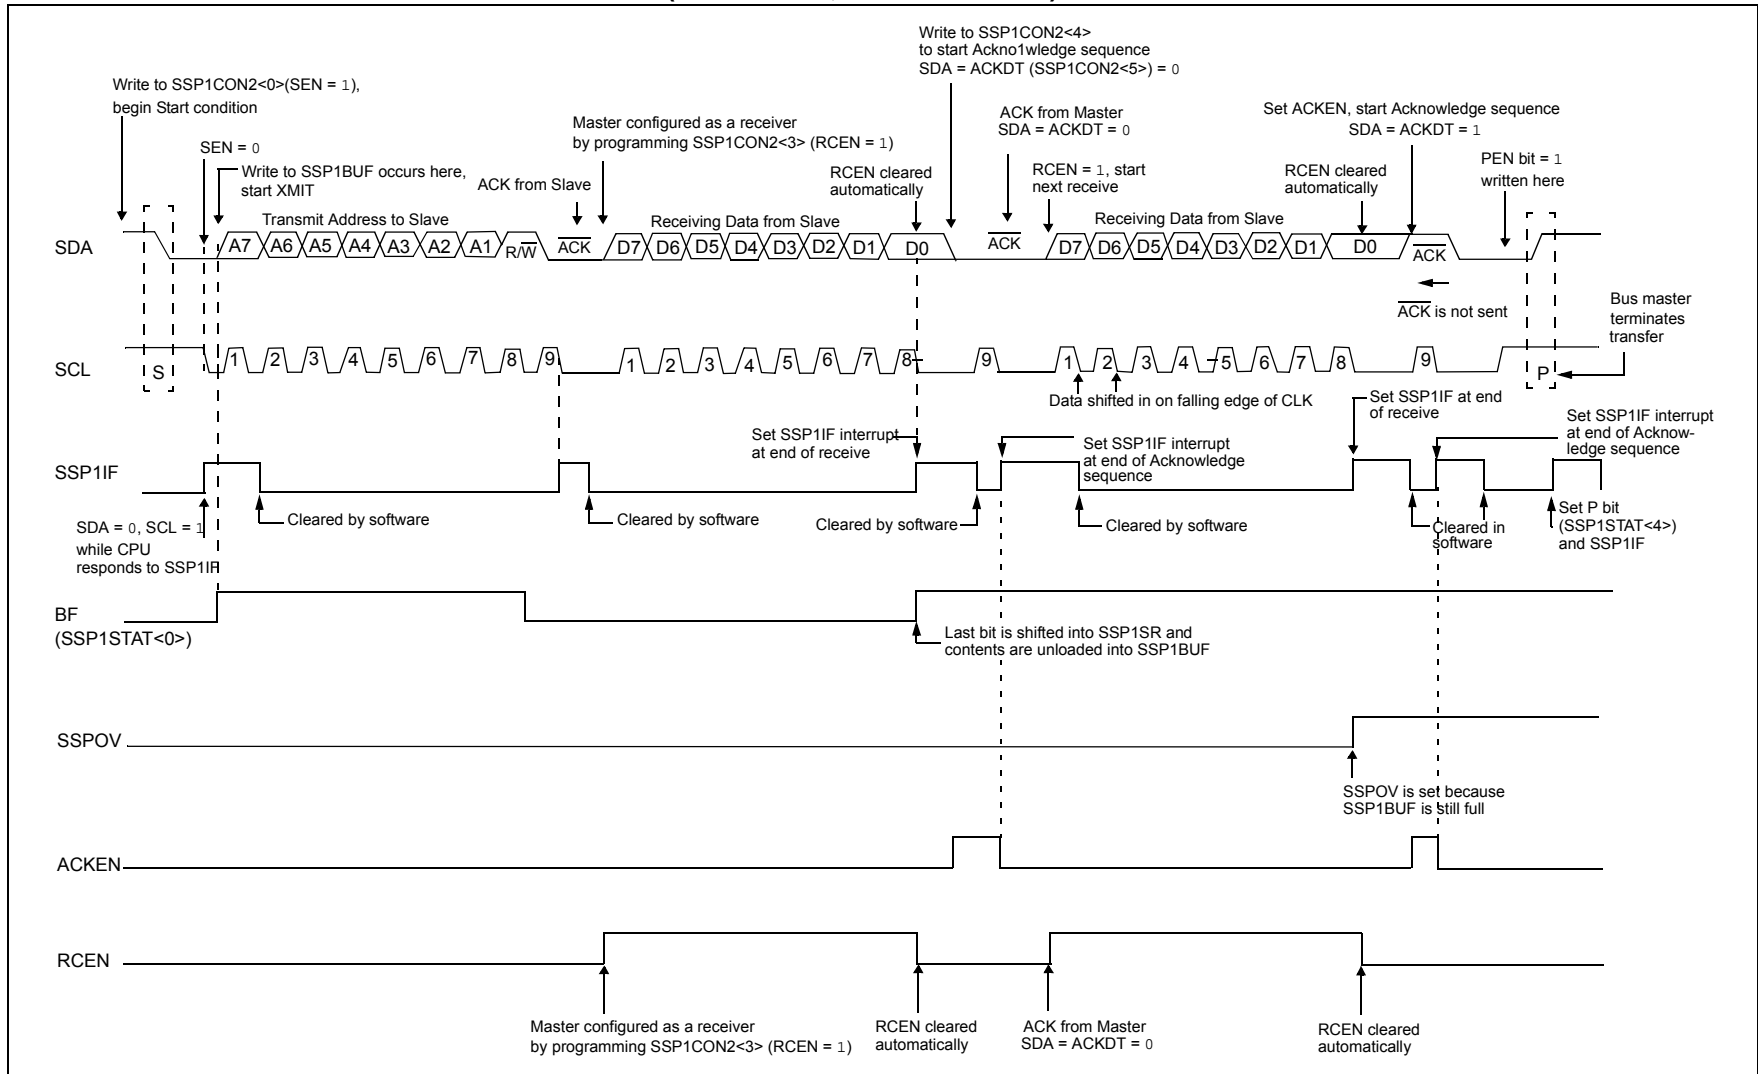 Write to SSP1CON2<4>
to start Ackno1wledge sequence
SDA = ACKDT (SSP1CON2<5>) = 0
Write to SSP1CON2<0>(SEN = 1),
begin Start condition
ACK from Master
SDA = ACKDT = 0
Set ACKEN, start Acknowledge sequence
SDA = ACKDT = 1
Master configured as a receiver
by programming SSP1CON2<3> (RCEN = 1)
SEN = 0
PEN bit = 1
written here
Write to SSP1BUF occurs here,
start XMIT
ACK from Slave
RCEN cleared
automatically
RCEN = 1, start
next receive
RCEN cleared
automatically
Transmit Address to Slave
Receiving Data from Slave
Receiving Data from Slave
SDA
A7 A6 A5 A4 A3 A2 A1 R/W ACK D7 D6 D5 D4 D3 D2 D1 D0 ACK D7 D6 D5 D4 D3 D2 D1 D0 ACK
ACK is not sent
Bus master
terminates
transfer
SCL
S 1 2 3 4 5 6 7 8 9 1 2 3 4 5 6 7 8 9 1 2 3 4 5 6 7 8 9 P
Data shifted in on falling edge of CLK
Set SSP1IF at end
of receive
Set SSP1IF interrupt
at end of receive
Set SSP1IF interrupt
at end of Acknowledge
sequence
Set SSP1IF interrupt
at end of Acknow-
ledge sequence
SSP1IF
Cleared by software
Cleared by software
Cleared by software
Cleared by software
Cleared in
software
Set P bit
(SSP1STAT<4>)
and SSP1IF
SDA = 0, SCL = 1
while CPU
responds to SSP1IF
BF
(SSP1STAT<0>)
Last bit is shifted into SSP1SR and
contents are unloaded into SSP1BUF
SSPOV
SSPOV is set because
SSP1BUF is still full
ACKEN
RCEN
Master configured as a receiver
by programming SSP1CON2<3> (RCEN = 1)
RCEN cleared
automatically
ACK from Master
SDA = ACKDT = 0
RCEN cleared
automatically